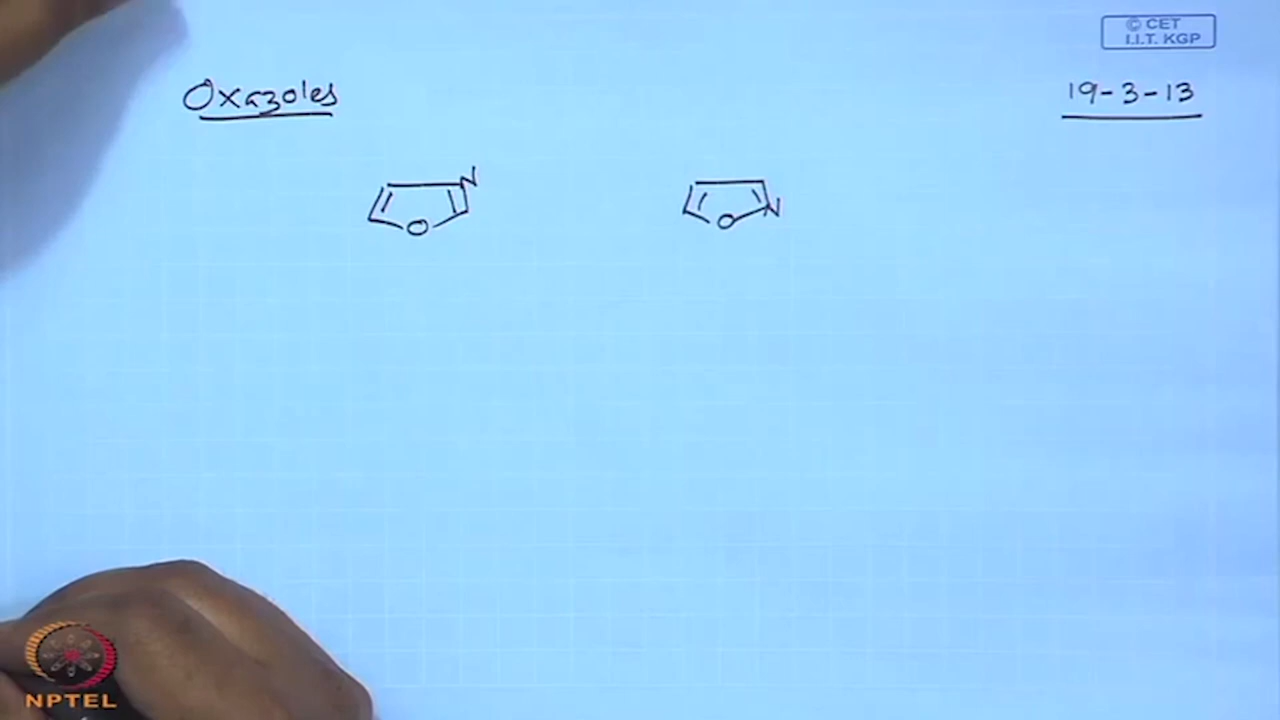 © CET
I.I.T. KGP
Oxazoles
19-3-13
N
O
N
O
NPTEL